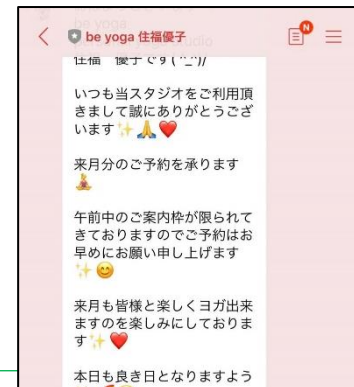 be yoga 住福優子
N
住福　優子です(^_^)/
いつも当スタジオをご利用頂
きまして誠にありがとうござ
います✨🙏❤️
来月分のご予約を承ります
🧘
午前中のご案内枠が限られて
きておりますのでご予約はお
早めにお願い申し上げます
✨😊
来月も皆様と楽しくヨガ出来
ますのを楽しみにしておりま
す✨❤️
本日も良き日となりますよう